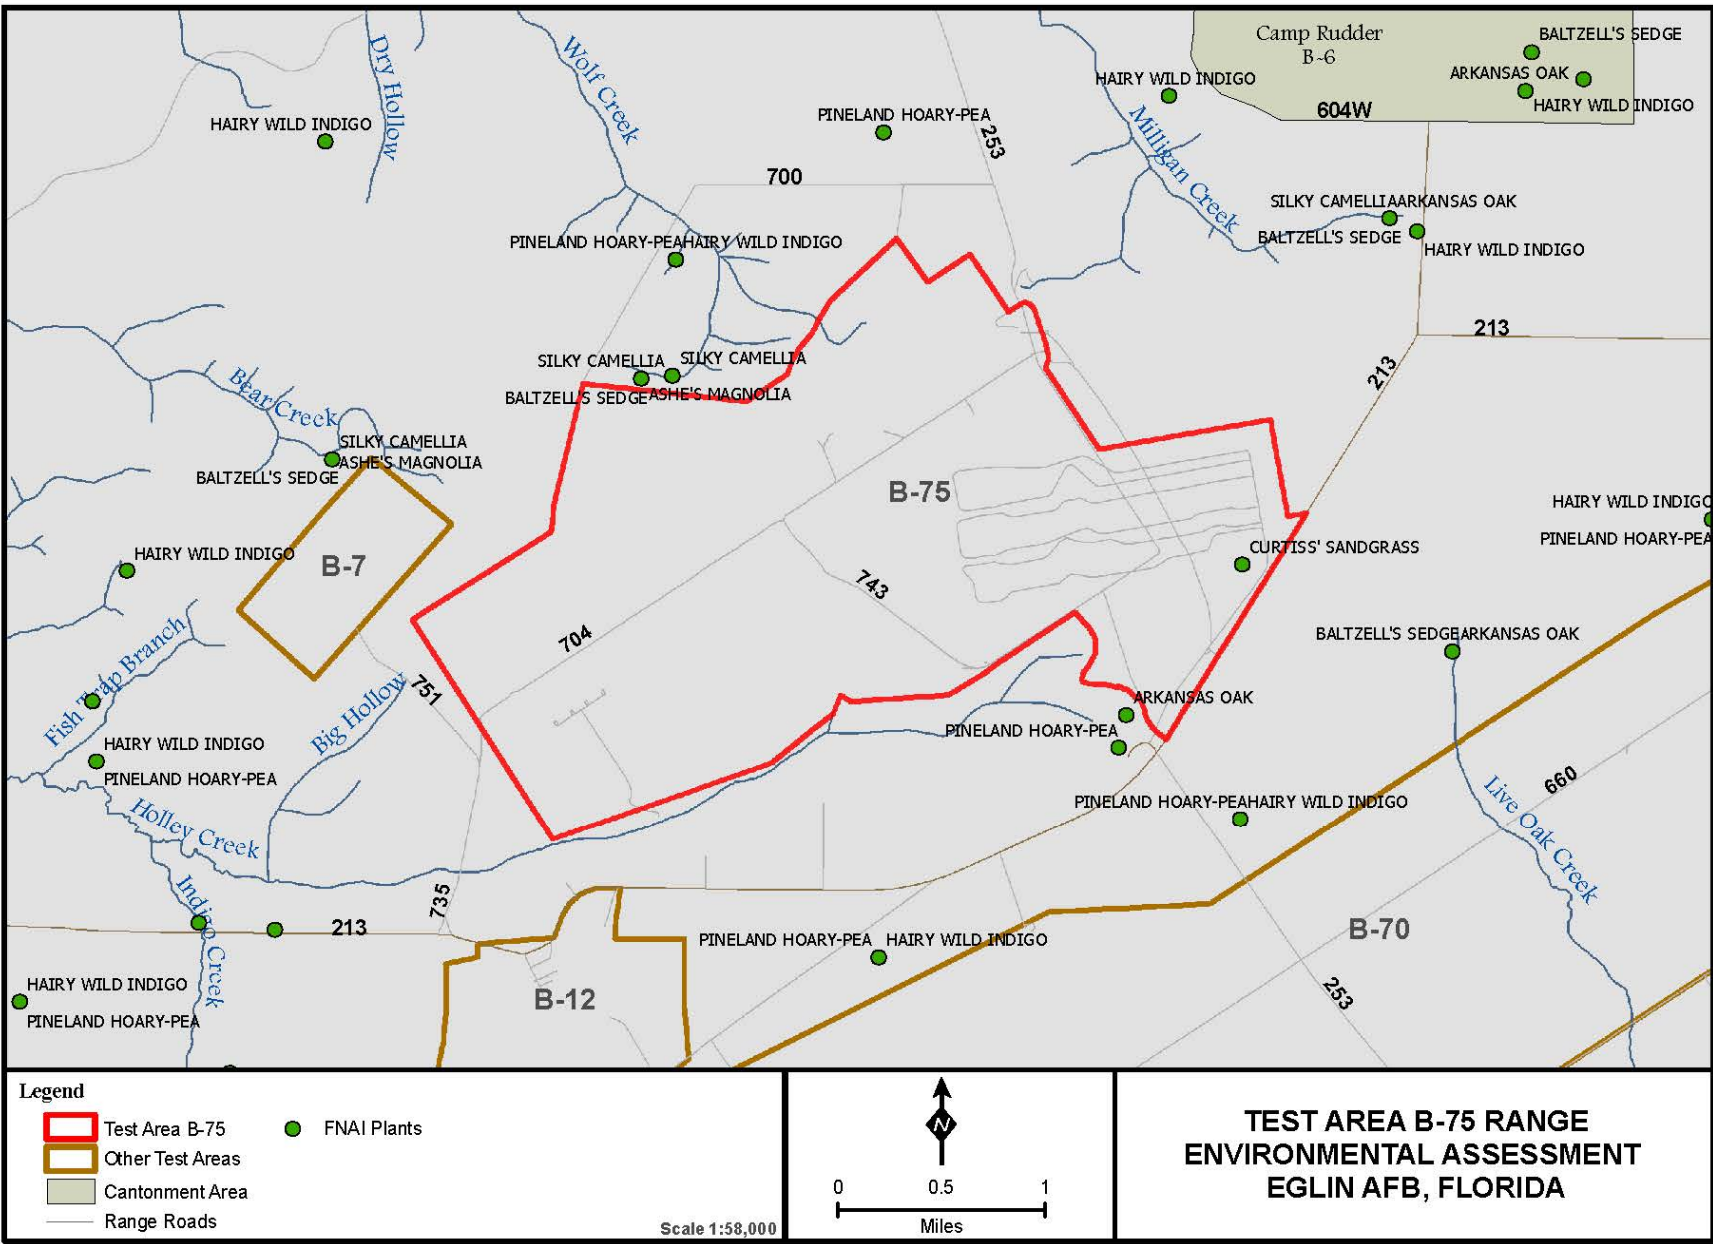 Camp Rudder
B-6
BALTZELL'S SEDGE
ARKANSAS OAK
HAIRY WILD INDIGO
604W
HAIRY WILD INDIGO
Milligan Creek
Dry Hollow
Wolf Creek
HAIRY WILD INDIGO
PINELAND HOARY-PEA
253
700
SILKY CAMELLIAARKANSAS OAK
BALTZELL'S SEDGE
HAIRY WILD INDIGO
PINELAND HOARY-PEAHAIRY WILD INDIGO
213
213
SILKY CAMELLIA
SILKY CAMELLIA
BALTZELL'S SEDGE
ASHE'S MAGNOLIA
Bear Creek
SILKY CAMELLIA
ASHE'S MAGNOLIA
BALTZELL'S SEDGE
B-75
HAIRY WILD INDIGO
PINELAND HOARY-PEA
HAIRY WILD INDIGO
B-7
CURTISS' SANDGRASS
743
704
BALTZELL'S SEDGEARKANSAS OAK
Fish Trap Branch
751
Big Hollow
ARKANSAS OAK
PINELAND HOARY-PEA
HAIRY WILD INDIGO
PINELAND HOARY-PEA
660
Live Oak Creek
PINELAND HOARY-PEAHAIRY WILD INDIGO
Holley Creek
Indigo Creek
735
213
B-70
PINELAND HOARY-PEA
HAIRY WILD INDIGO
HAIRY WILD INDIGO
PINELAND HOARY-PEA
B-12
253
Legend
Test Area B-75
FNAI Plants
Other Test Areas
Cantonment Area
Range Roads
Scale 1:58,000
N
0 0.5 1
Miles
TEST AREA B-75 RANGE
ENVIRONMENTAL ASSESSMENT
EGLIN AFB, FLORIDA